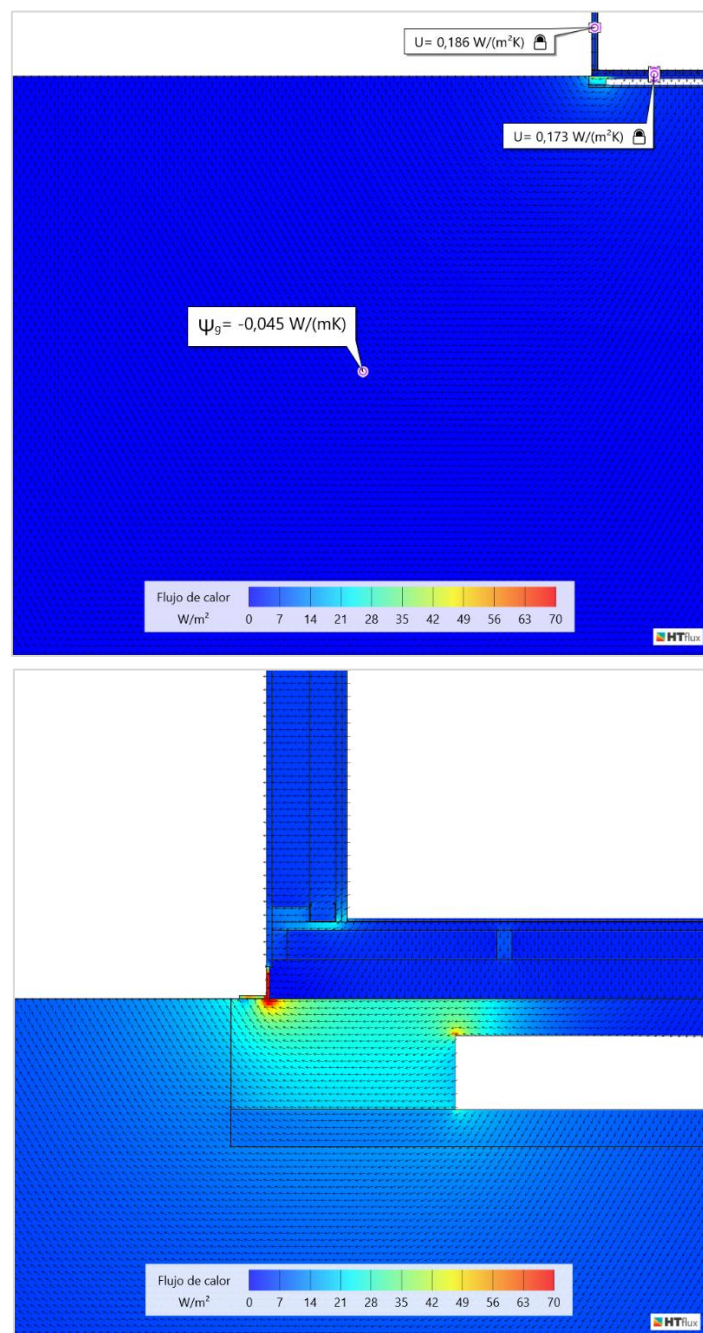 U= 0,186 W/(m²K)
U= 0,173 W/(m²K)
Ψg= -0,045 W/(mK)
Flujo de calor
W/m²
0 7 14 21 28 35 42 49 56 63 70
HTflux
Flujo de calor
W/m²
0 7 14 21 28 35 42 49 56 63 70
HTflux